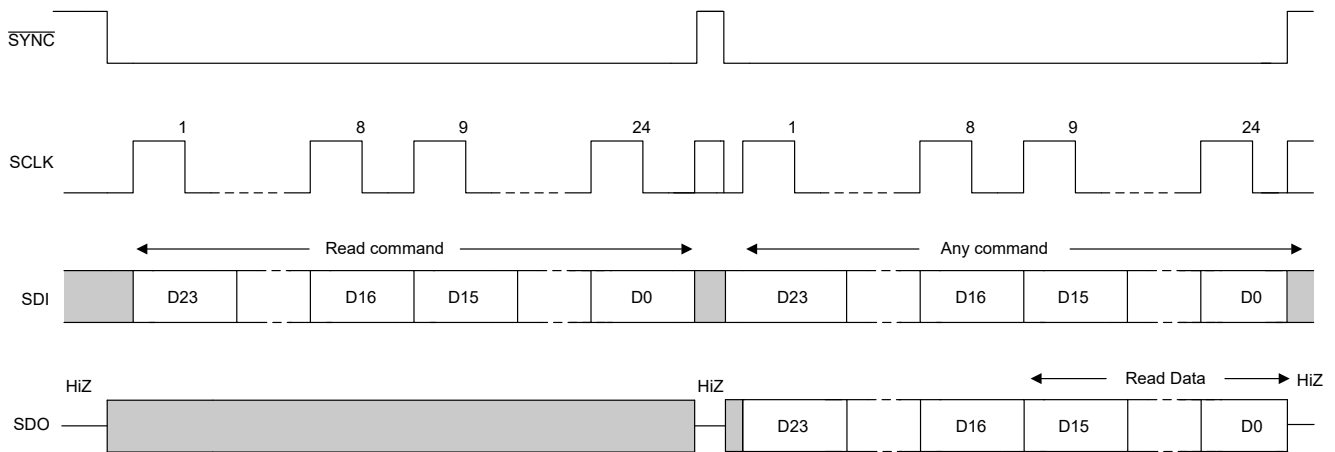 SYNC
1 8 9 24 1 8 9 24
SCLK
Read command Any command
SDI D23 D16 D15 D0 D23 D16 D15 D0
Read Data
HiZ HiZ HiZ
SDO D23 D16 D15 D0